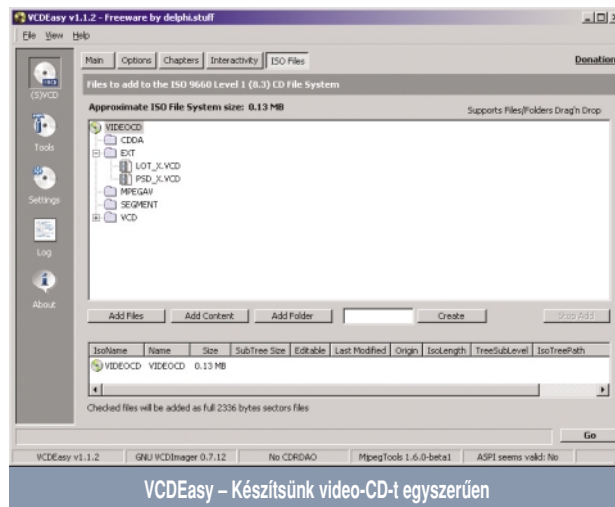 VCDEasy v1.1.2 - Freeware by delphi.stuff
File View Help
Main Options Chapters Interactivity ISO Files Donation
(S)VCD
Tools
Settings
Log
About
Files to add to the ISO 9660 Level 1 (8.3) CD File System
Approximate ISO File System size: 0.13 MB
Supports Files/Folders Drag'n Drop
VIDEOCD
CDDA
EXT
LOT_X.VCD
PSD_X.VCD
MPEGAV
SEGMENT
VCD
Add Files Add Content Add Folder Create Stop Add
IsoName Name Size SubTree Size Editable Last Modified Origin IsoLength TreeSubLevel IsoTreePath
VIDEOCD VIDEOCD 0.13 MB
Checked files will be added as full 2336 bytes sectors files
Go
VCDEasy v1.1.2 GNU VCDImager 0.7.12 No CDRDAO MjpegTools 1.6.0-beta1 ASPI seems valid: No
VCDEasy – Készítsünk video-CD-t egyszerűen